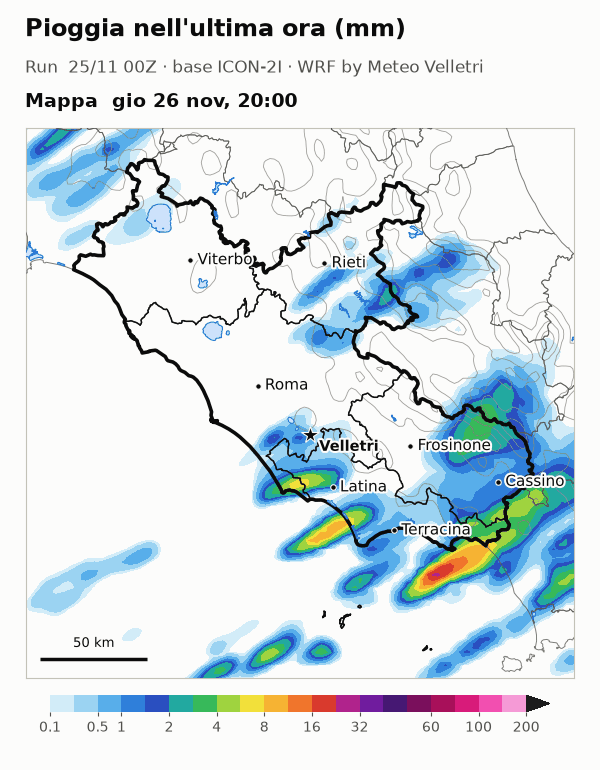 Pioggia nell'ultima ora (mm)
Run  25/11 00Z · base ICON-2I · WRF by Meteo Velletri
Mappa  gio 26 nov, 20:00
Viterbo
Rieti
Roma
Velletri
Frosinone
Latina
Cassino
Terracina
50 km
0.1 0.5 1 2 4 8 16 32 60 100 200